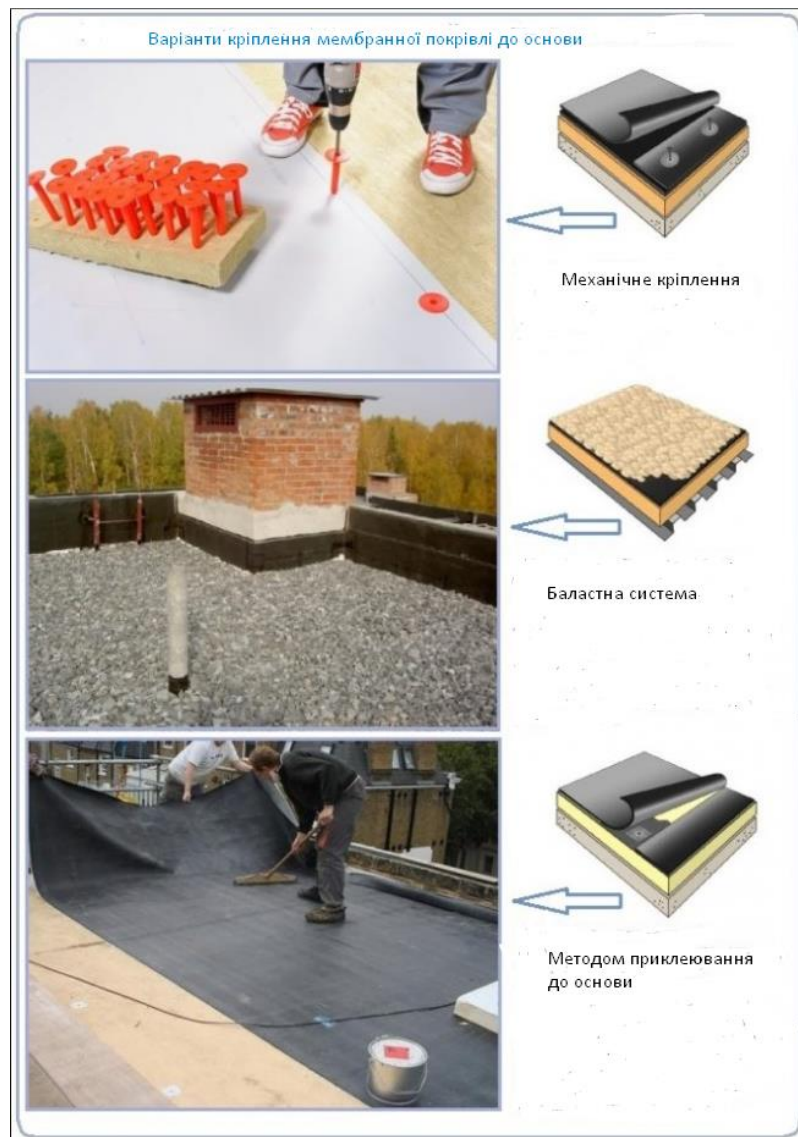 Варіанти кріплення мембранної покрівлі до основи
Механічне кріплення
Баластна система
Методом приклеювання
до основи